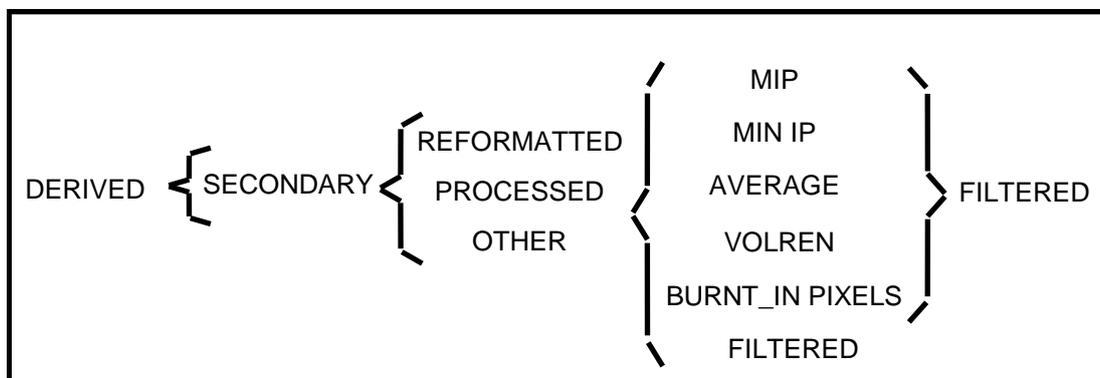 DERIVED
SECONDARY
REFORMATTED
PROCESSED
OTHER
MIP
MIN IP
AVERAGE
VOLREN
BURNT_IN PIXELS
FILTERED
FILTERED